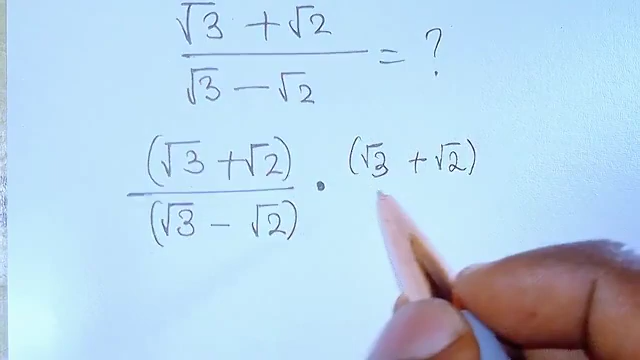 (√3 + √2) / (√3 − √2) = ?
(√3 + √2) / (√3 − √2) · (√3 + √2)